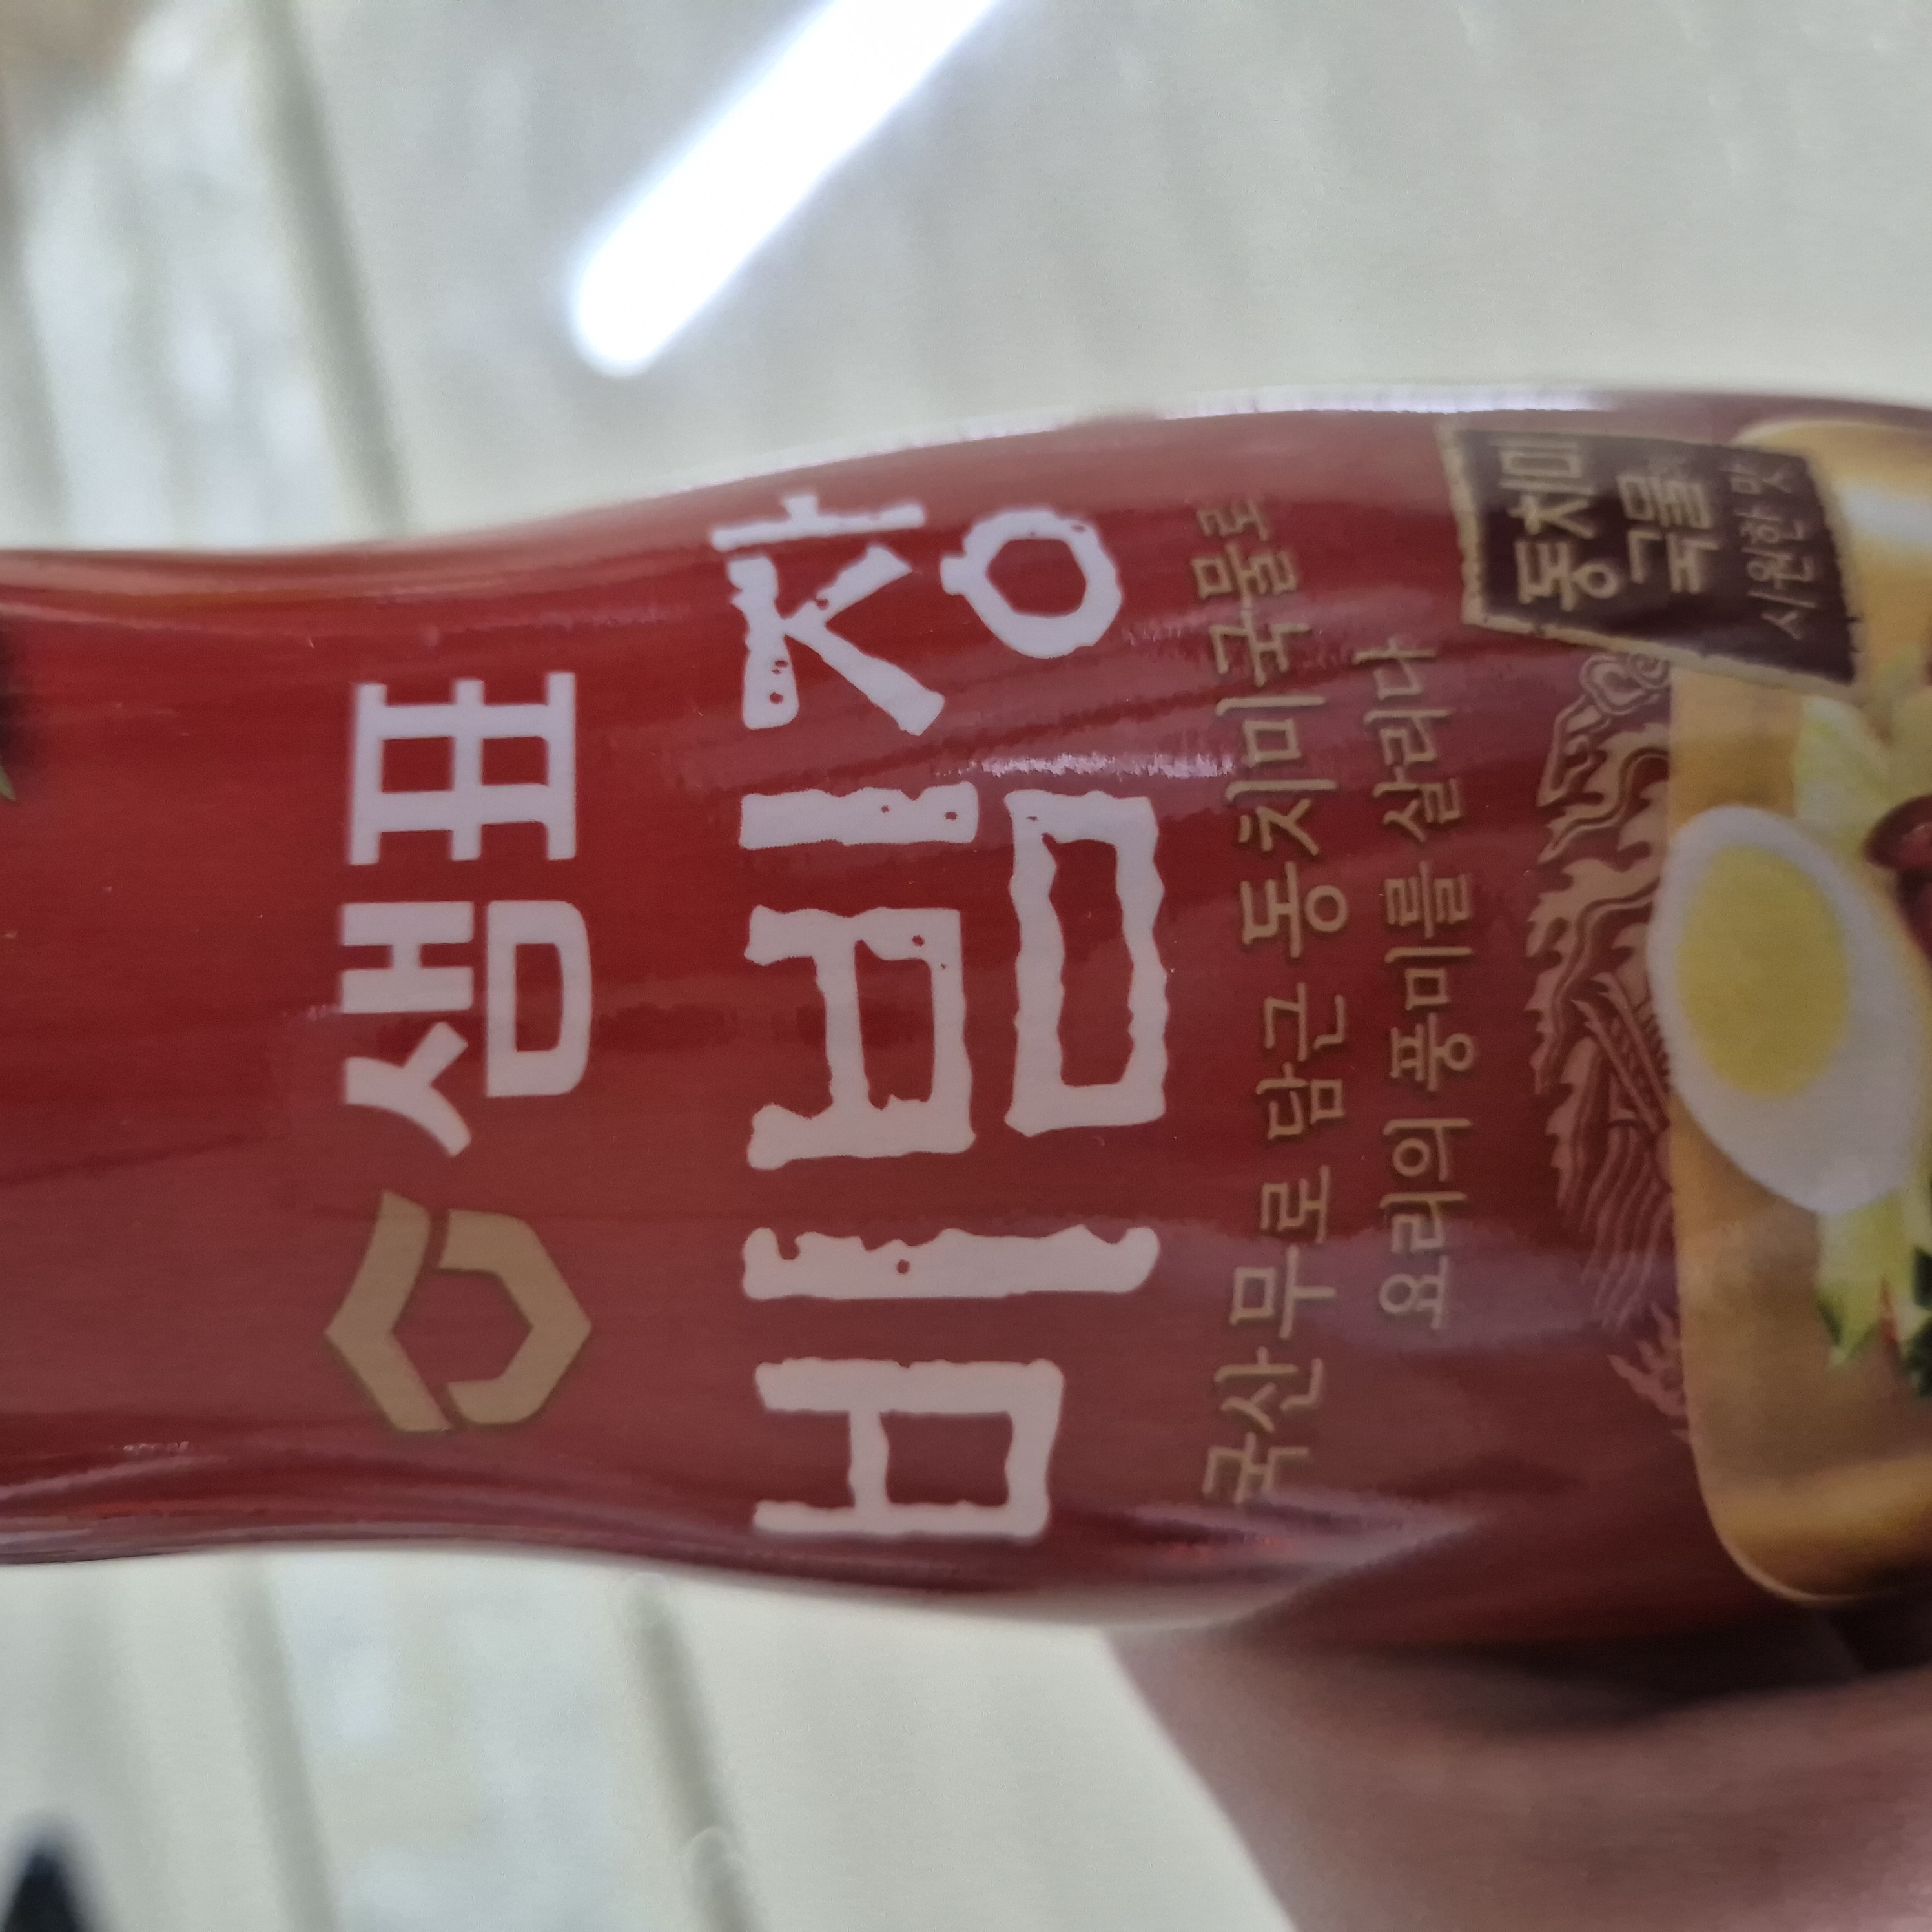 샘표
비빔장
국산 무로 담근 동치미 국물로
요리의 풍미를 살리다
동치미
국물의
시원한 맛